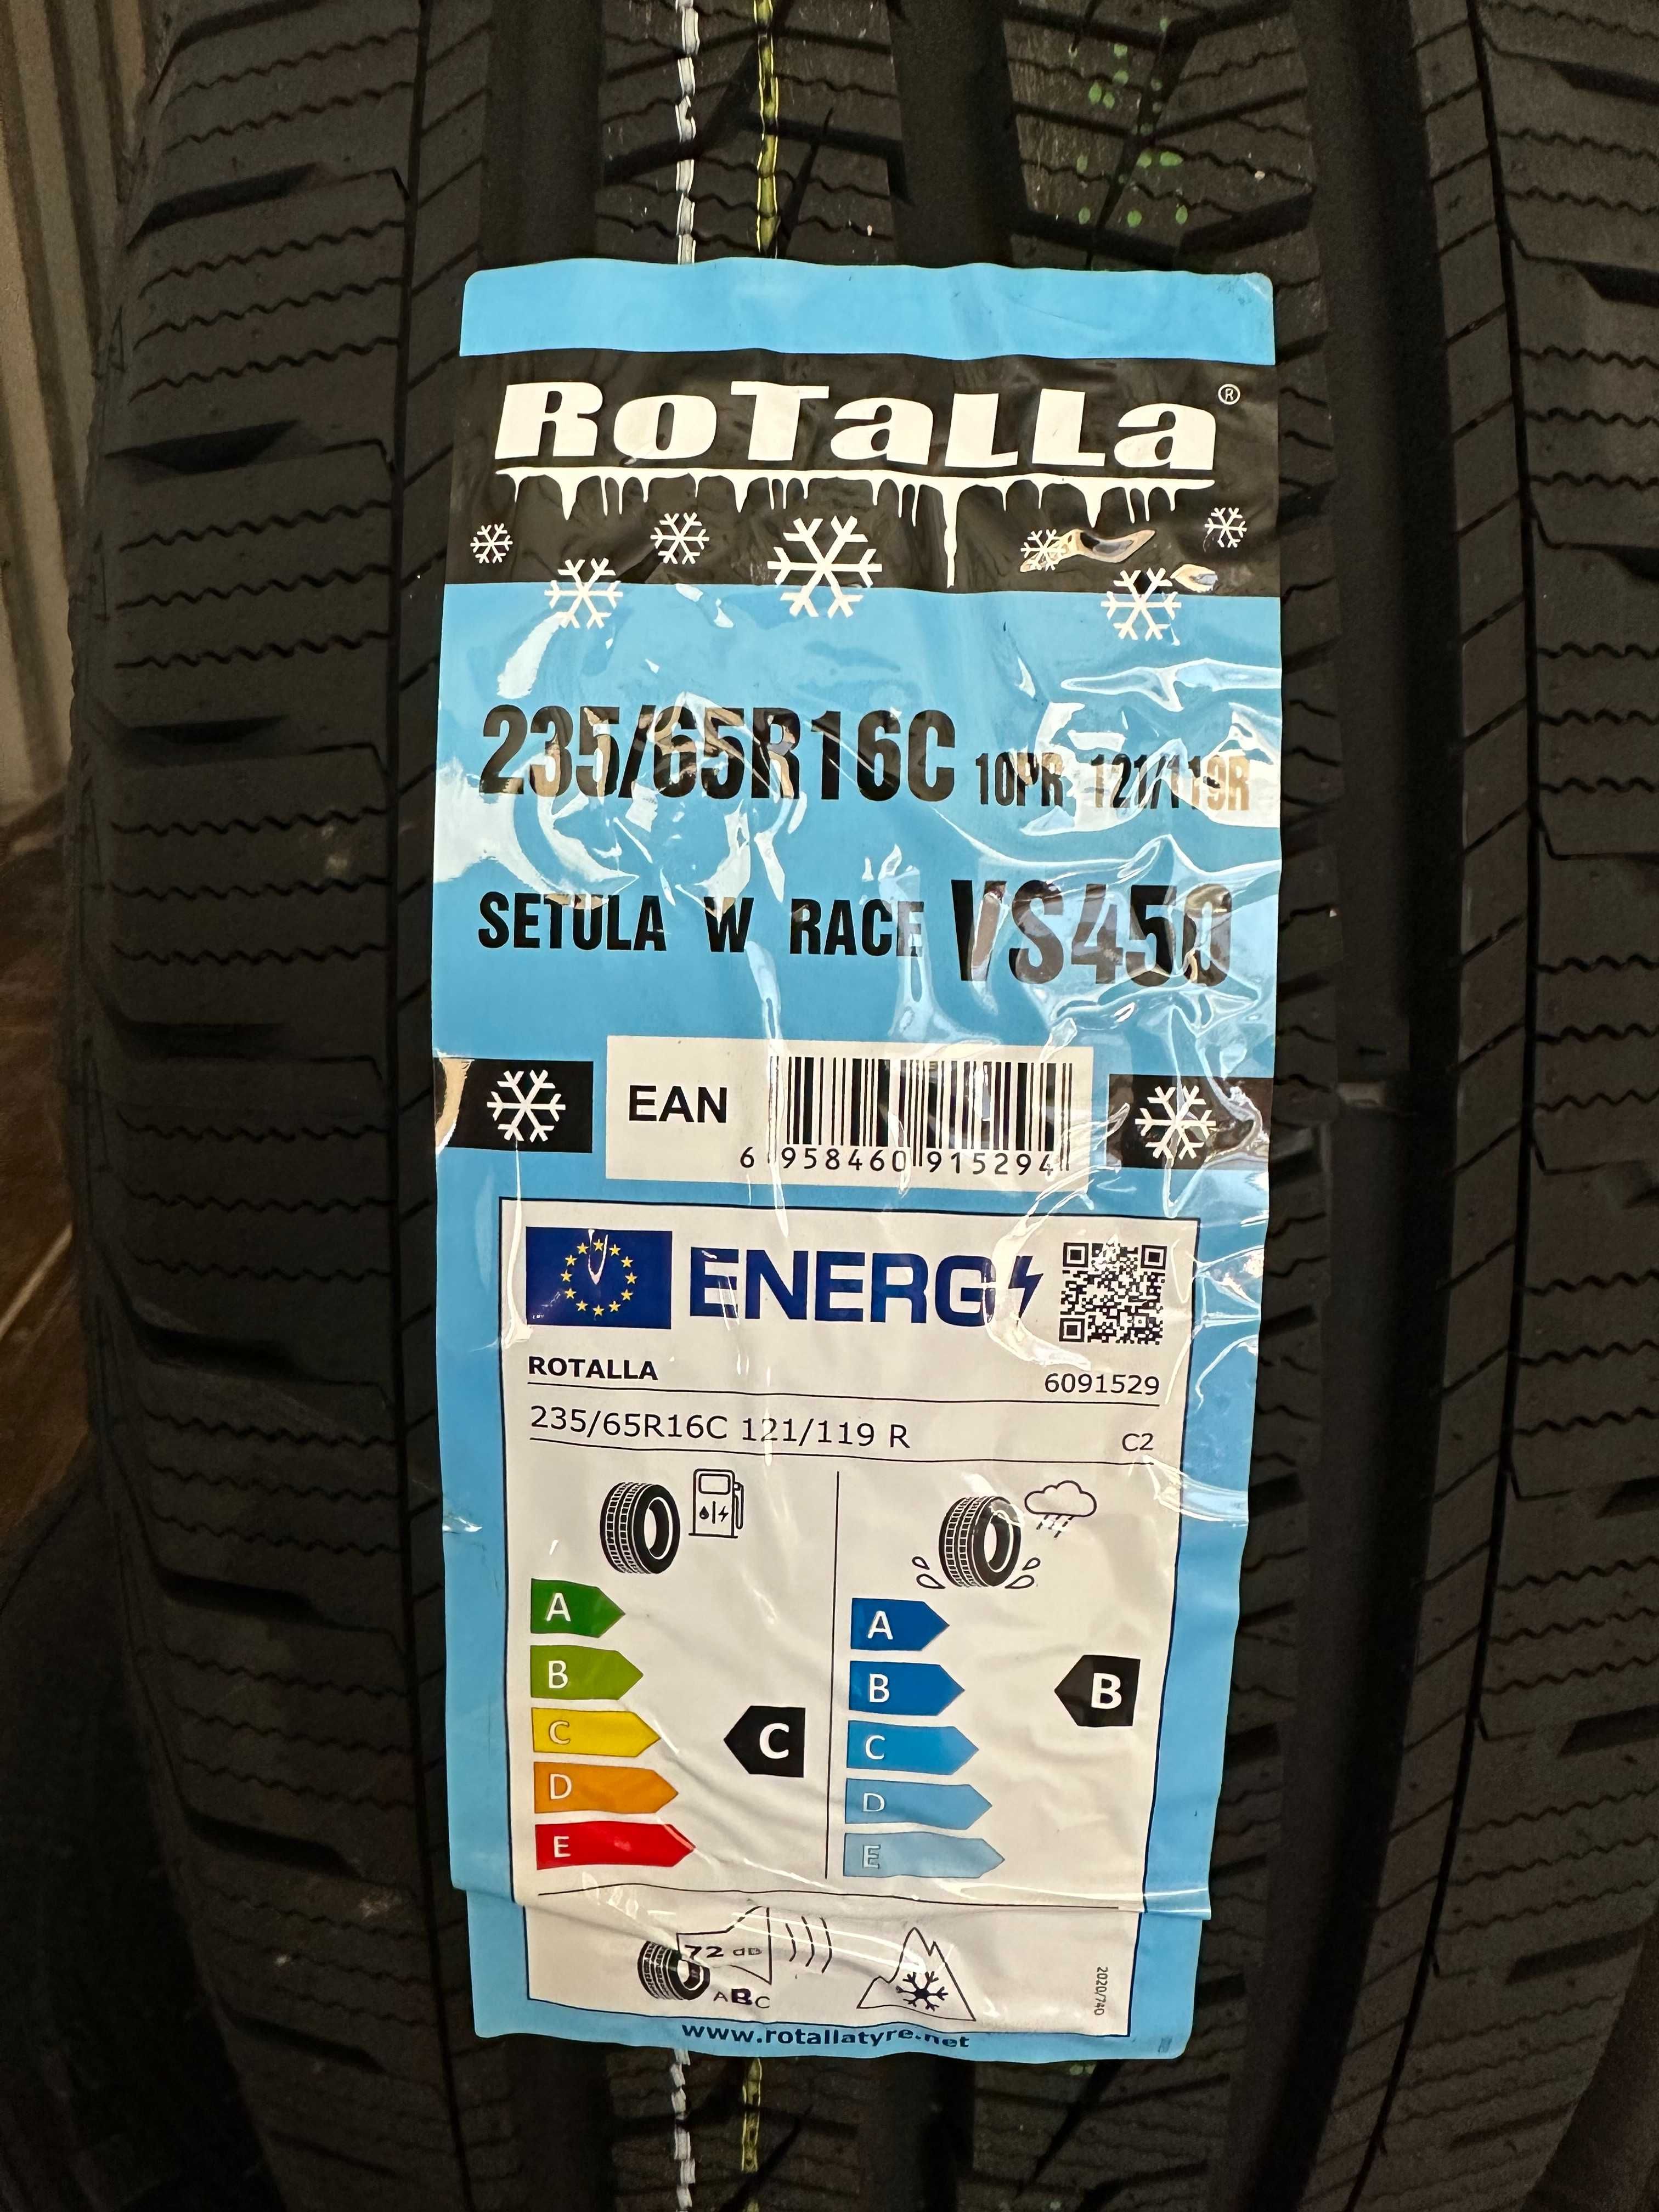 RoTaLLa®
235/65R16C 10PR 121/119R
SETULA W RACE VS450
EAN
6 958460 915294
ENERG
ROTALLA 6091529
235/65R16C 121/119 R C2
A A
B B B
C C C
D D
E E
72 dB
ABC
2020/740
www.rotallatyre.net